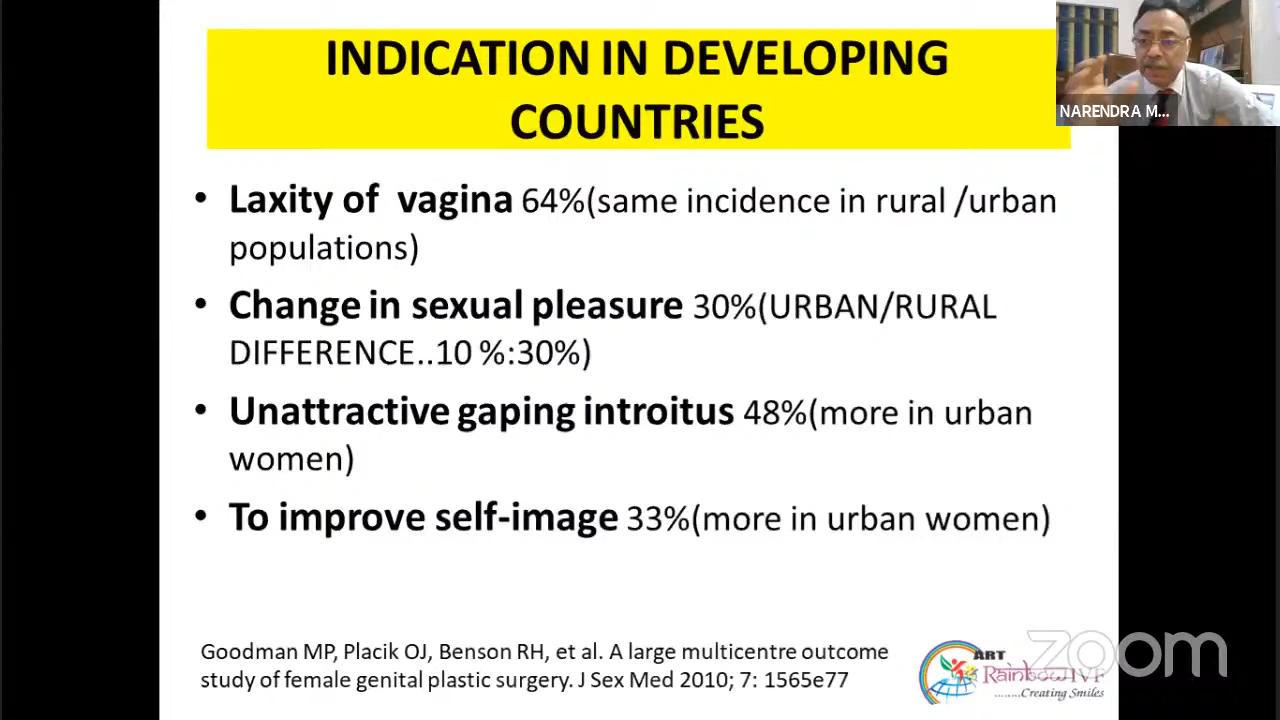 INDICATION IN DEVELOPING
COUNTRIES
NARENDRA M...
• Laxity of vagina 64%(same incidence in rural /urban
populations)
• Change in sexual pleasure 30%(URBAN/RURAL
DIFFERENCE..10 %:30%)
• Unattractive gaping introitus 48%(more in urban
women)
• To improve self-image 33%(more in urban women)
Goodman MP, Placik OJ, Benson RH, et al. A large multicentre outcome
study of female genital plastic surgery. J Sex Med 2010; 7: 1565e77
ART
Rainbow IVF
.......Creating Smiles
zoom